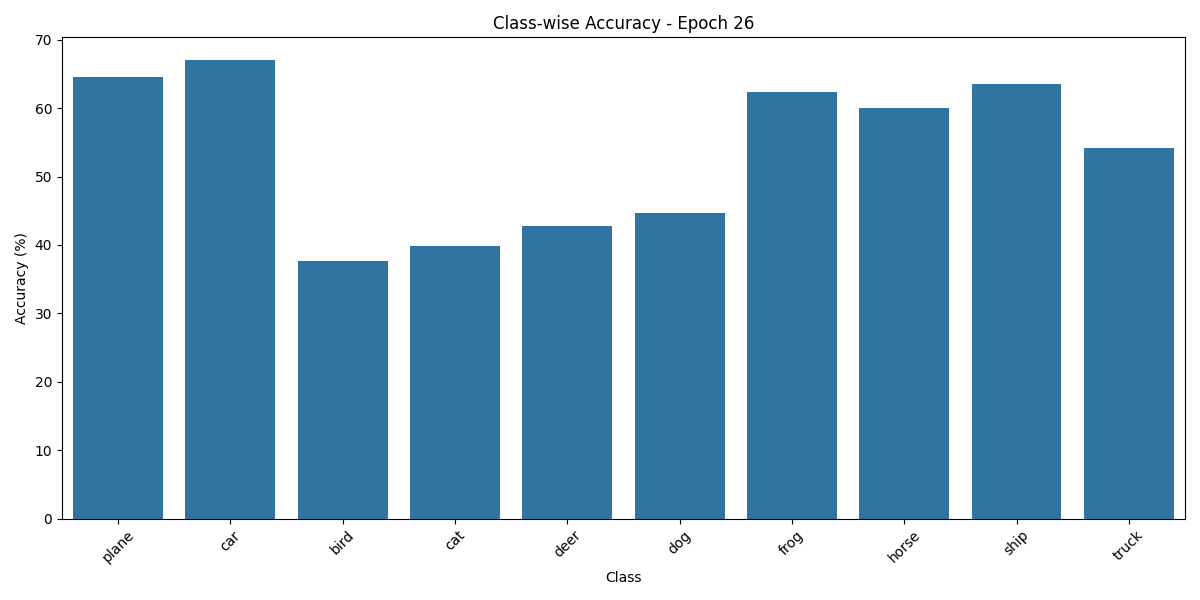 Class-wise Accuracy - Epoch 26
Accuracy (%)
70
60
50
40
30
20
10
0
plane
car
bird
cat
deer
dog
frog
horse
ship
truck
Class